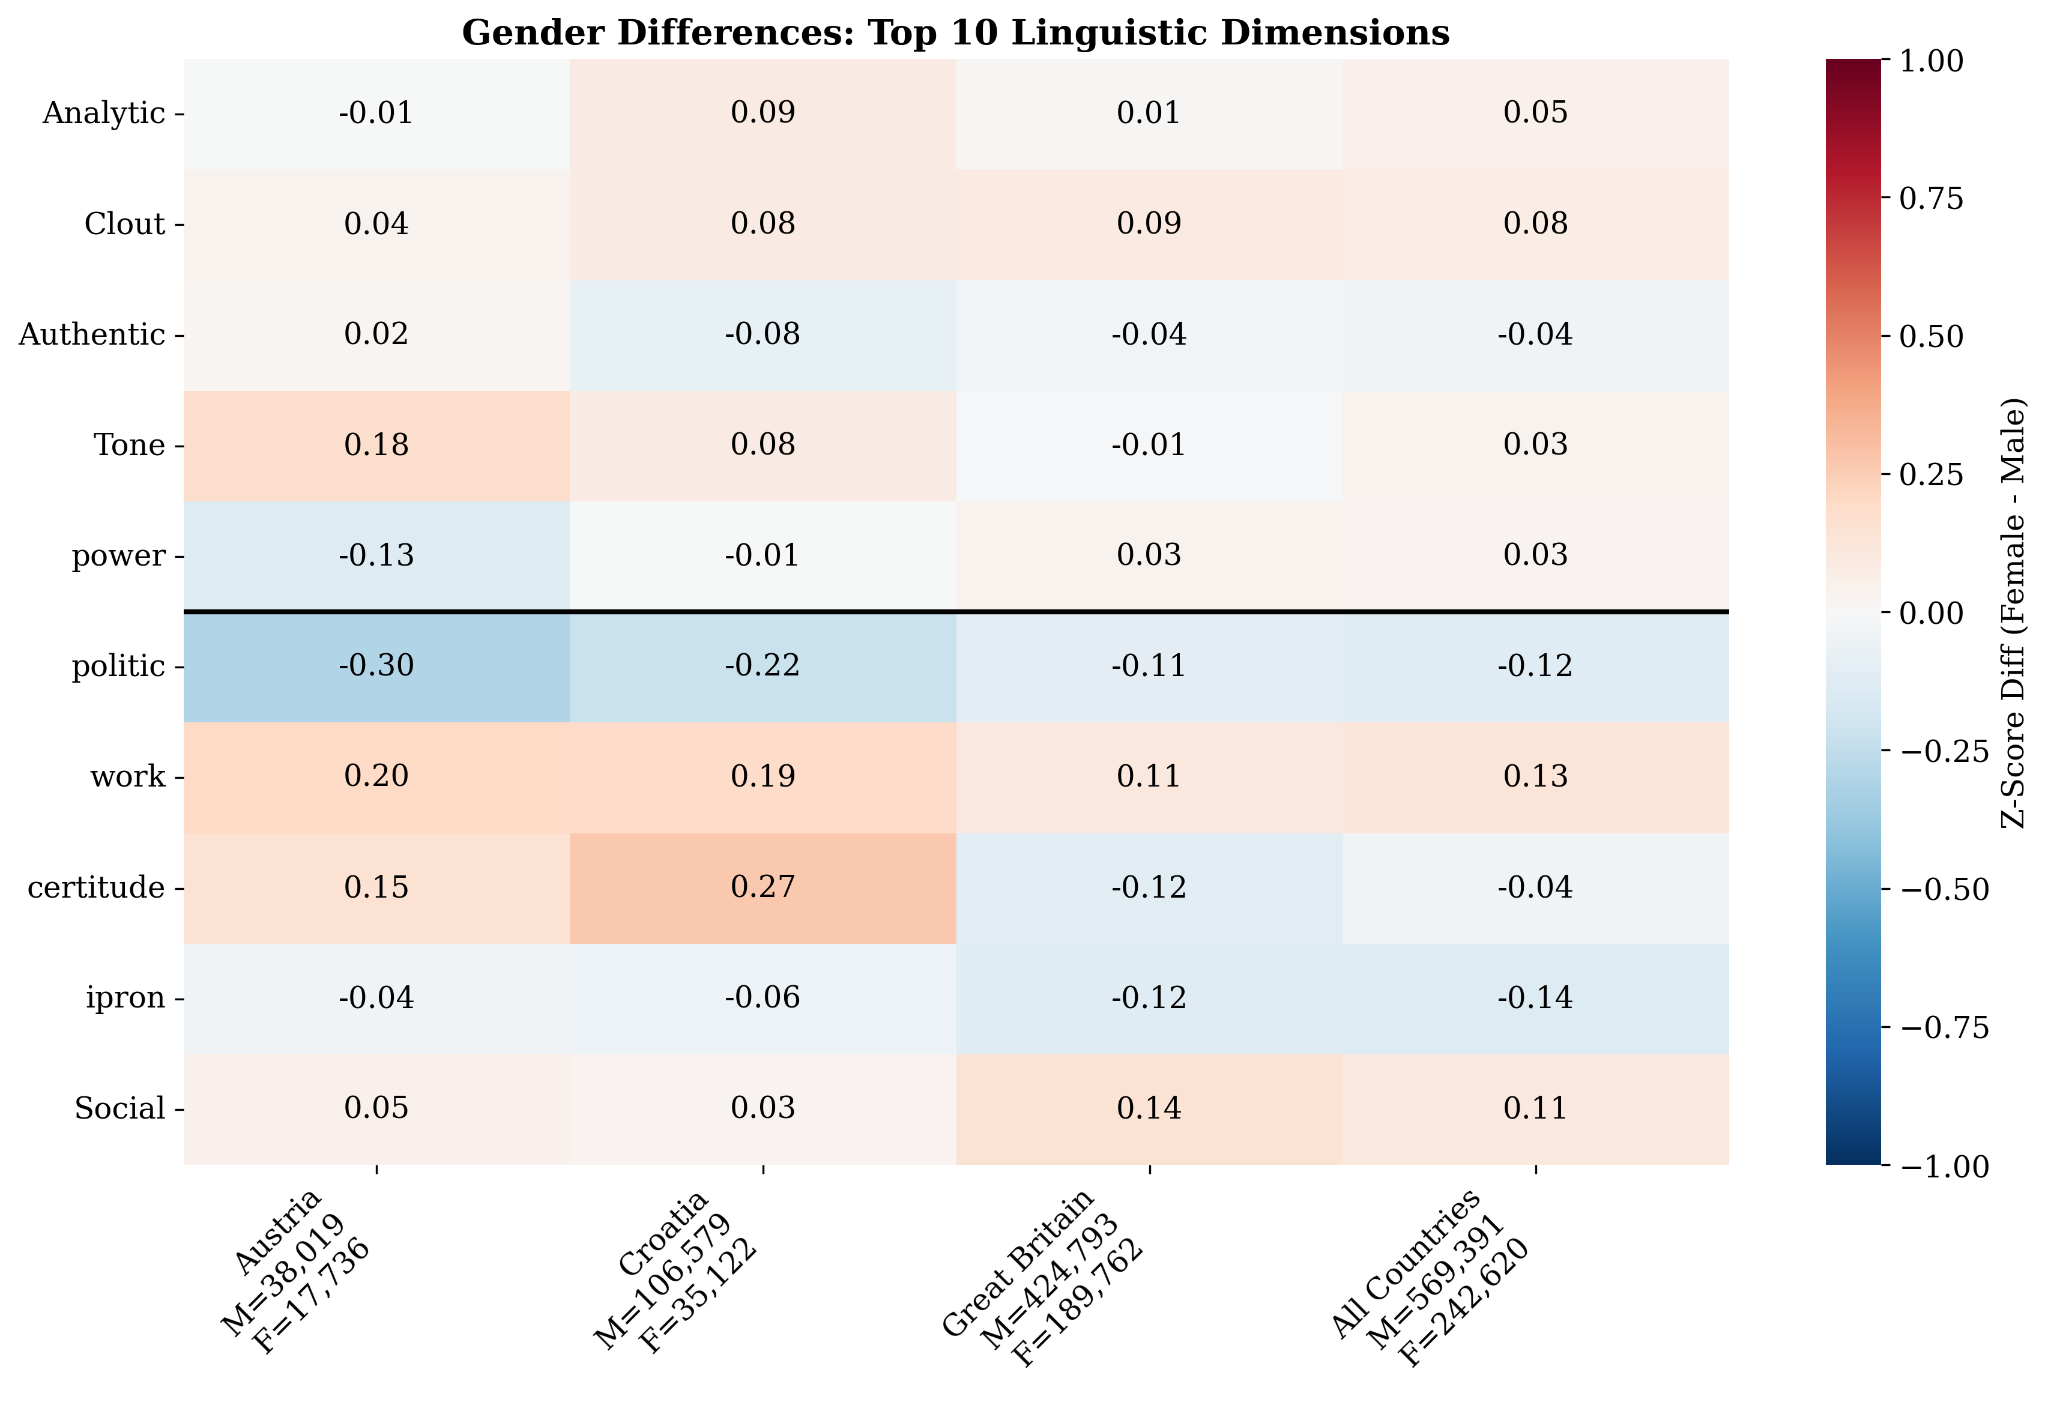 Gender Differences: Top 10 Linguistic Dimensions
Analytic -0.01 0.09 0.01 0.05
Clout 0.04 0.08 0.09 0.08
Authentic 0.02 -0.08 -0.04 -0.04
Tone 0.18 0.08 -0.01 0.03
power -0.13 -0.01 0.03 0.03
politic -0.30 -0.22 -0.11 -0.12
work 0.20 0.19 0.11 0.13
certitude 0.15 0.27 -0.12 -0.04
ipron -0.04 -0.06 -0.12 -0.14
Social 0.05 0.03 0.14 0.11
Austria
M=38,019
F=17,736
Croatia
M=106,579
F=35,122
Great Britain
M=424,793
F=189,762
All Countries
M=569,391
F=242,620
1.00
0.75
0.50
0.25
0.00
−0.25
−0.50
−0.75
−1.00
Z-Score Diff (Female - Male)